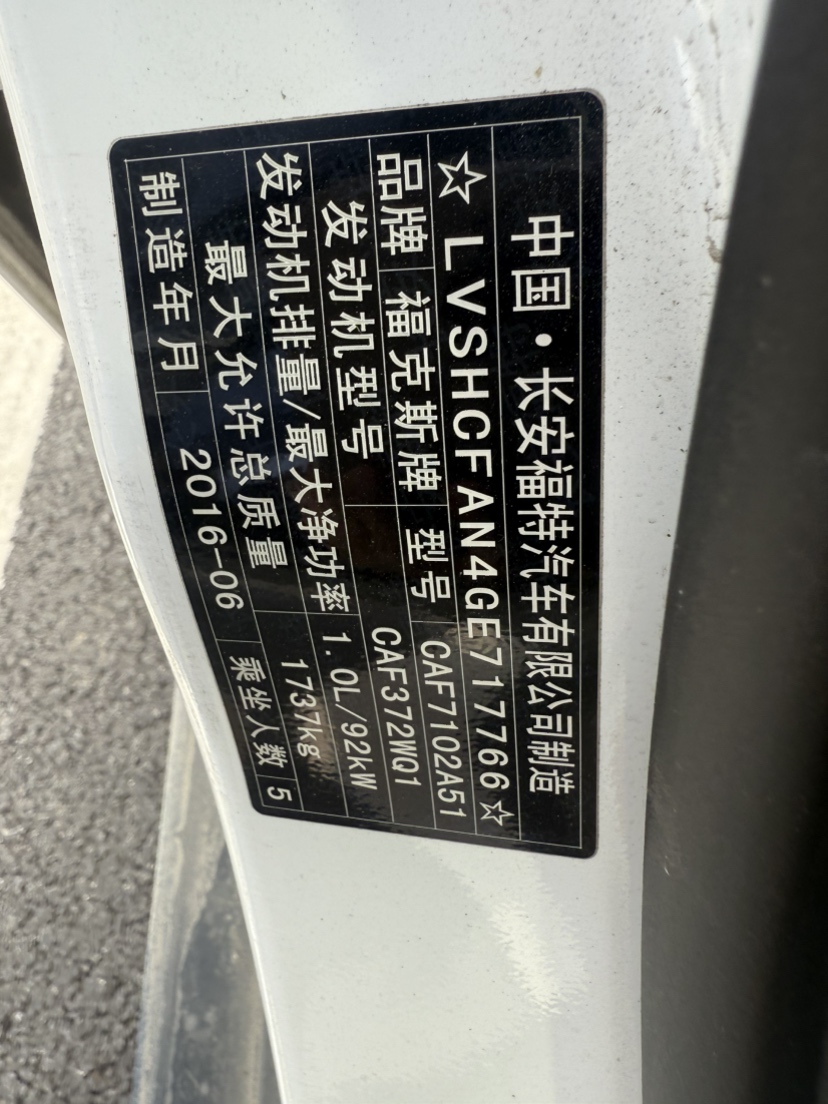 中国·长安福特汽车有限公司制造
☆LVSHCFAN4GE717766☆
品牌 福克斯牌 型号 CAF7102A51
发动机型号 CAF372WQ1
发动机排量/最大净功率 1.0L/92kW
最大允许总质量 1737kg
制造年月 2016-06 乘坐人数 5